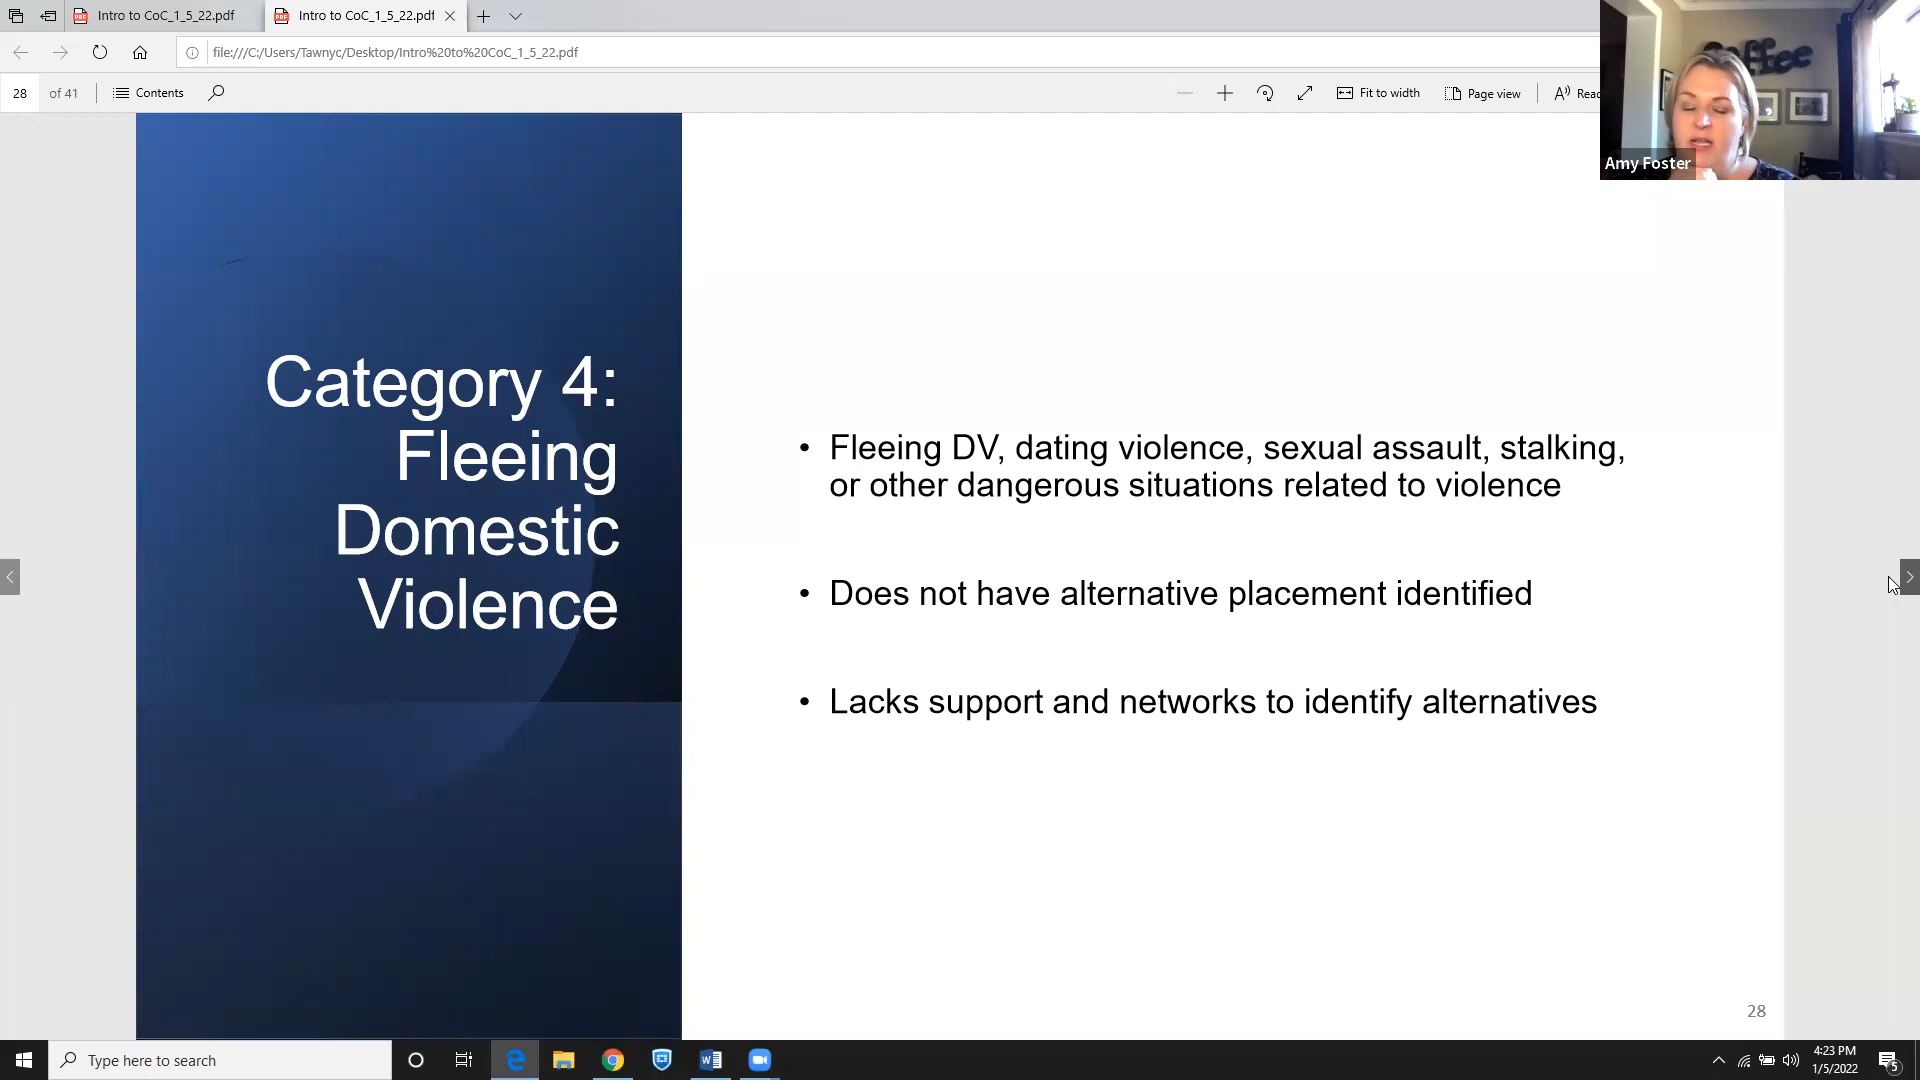 Intro to CoC_1_5_22.pdf
Intro to CoC_1_5_22.pdf
file:///C:/Users/Tawnyc/Desktop/Intro%20to%20CoC_1_5_22.pdf
28 of 41
Contents
Fit to width
Page view
Coffee
Amy Foster
Category 4:
Fleeing
Domestic
Violence
• Fleeing DV, dating violence, sexual assault, stalking,
or other dangerous situations related to violence
• Does not have alternative placement identified
• Lacks support and networks to identify alternatives
28
Type here to search
4:23 PM
1/5/2022
5